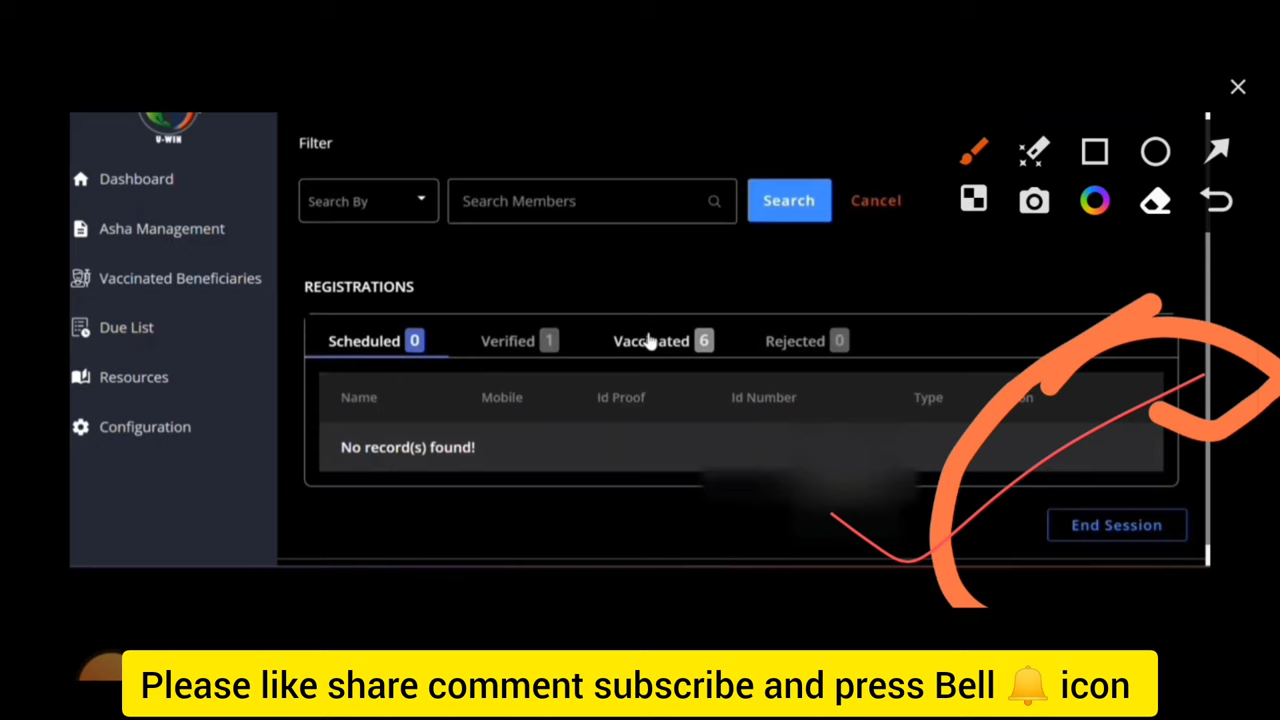 U-WIN
Filter
Dashboard
Search By
Search Members
Search
Cancel
Asha Management
Vaccinated Beneficiaries
REGISTRATIONS
Due List
Scheduled 0
Verified 1
Vaccinated 6
Rejected 0
Resources
Name
Mobile
Id Proof
Id Number
Type
Configuration
No record(s) found!
End Session
Please like share comment subscribe and press Bell 🔔 icon